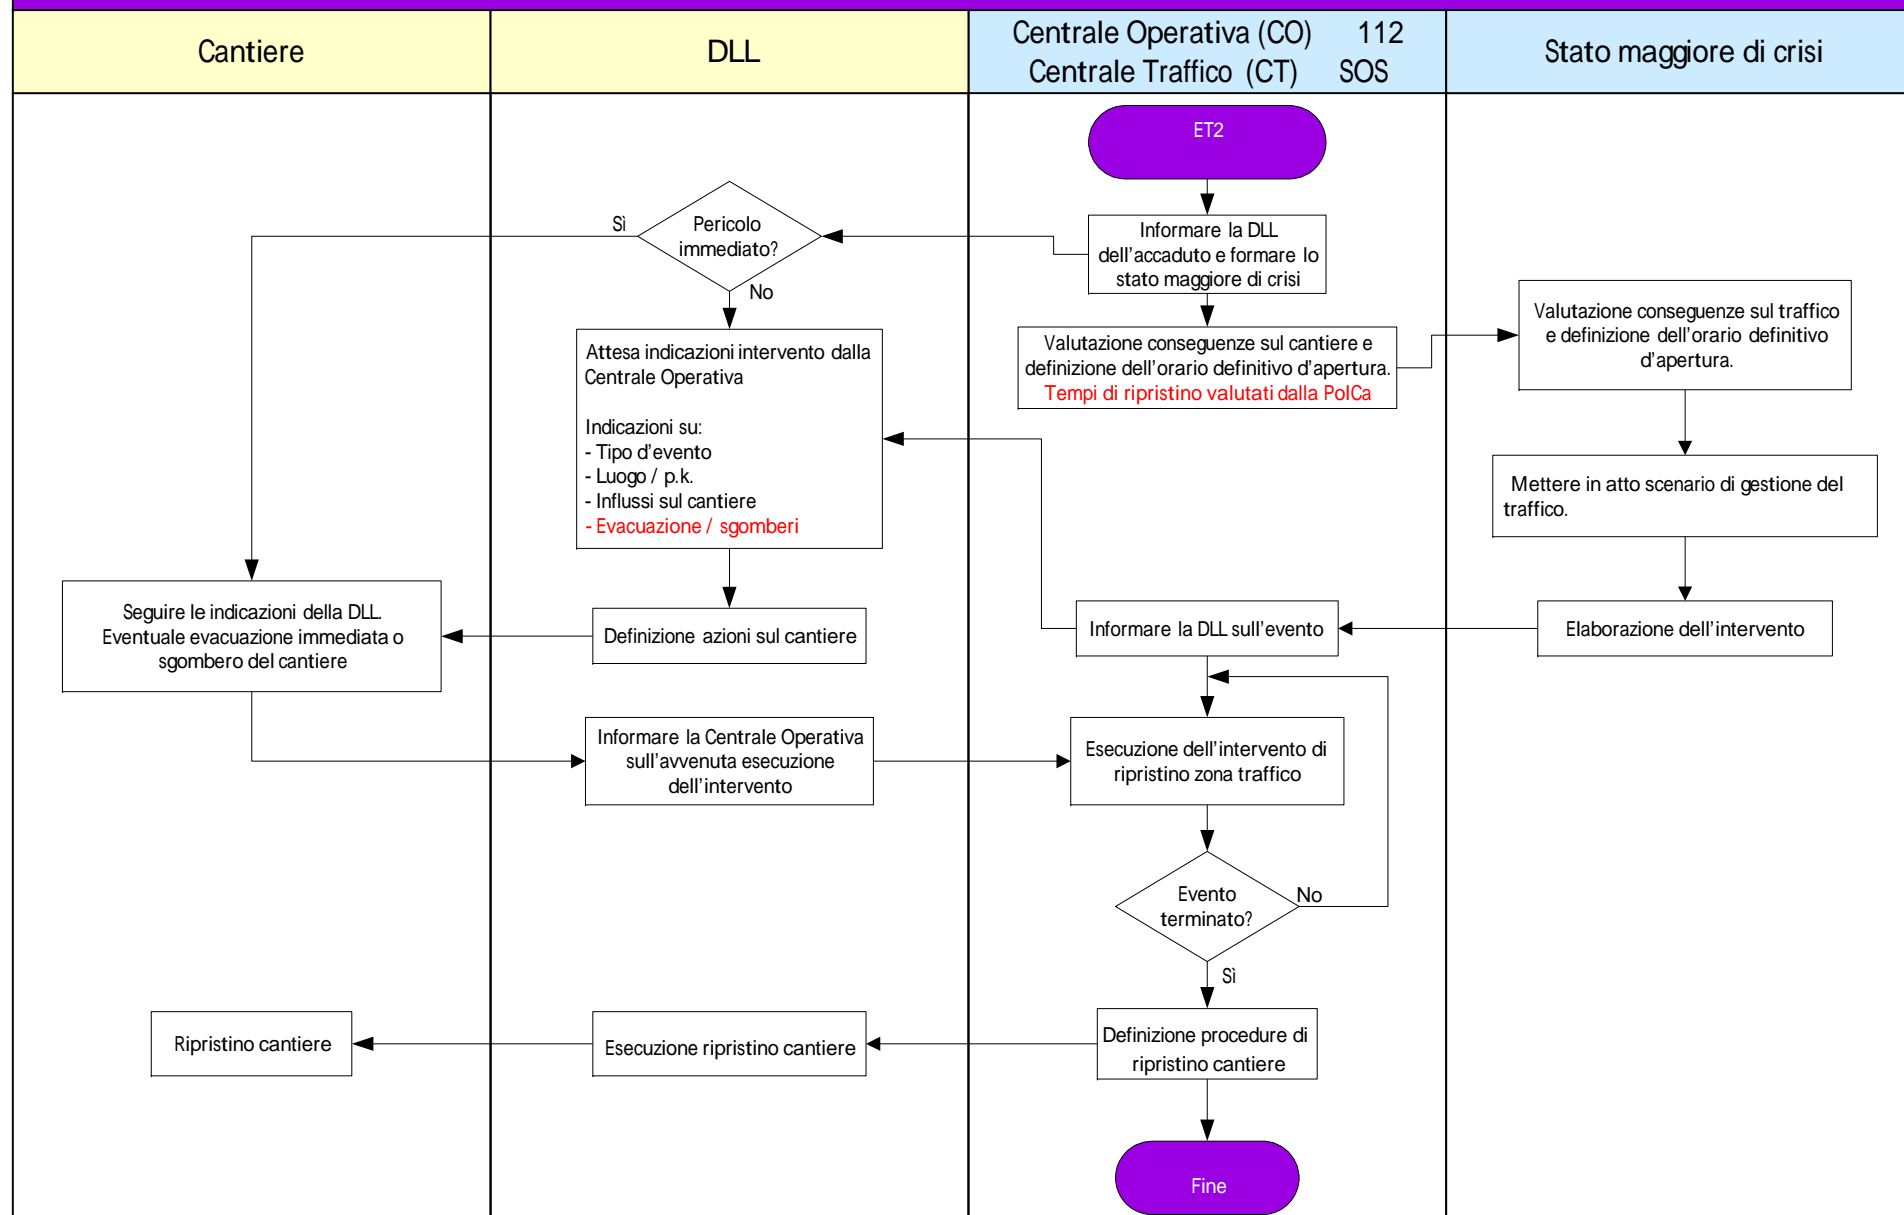 Cantiere
DLL
Centrale Operativa (CO) 112
Centrale Traffico (CT) SOS
Stato maggiore di crisi
ET2
Informare la DLL
dell'accaduto e formare lo
stato maggiore di crisi
Sì
Pericolo
immediato?
No
Valutazione conseguenze sul cantiere e
definizione dell'orario definitivo d'apertura.
Tempi di ripristino valutati dalla PolCa
Valutazione conseguenze sul traffico
e definizione dell'orario definitivo
d'apertura.
Attesa indicazioni intervento dalla
Centrale Operativa
Indicazioni su:
- Tipo d'evento
- Luogo / p.k.
- Influssi sul cantiere
- Evacuazione / sgomberi
Mettere in atto scenario di gestione del
traffico.
Seguire le indicazioni della DLL.
Eventuale evacuazione immediata o
sgombero del cantiere
Definizione azioni sul cantiere
Informare la DLL sull'evento
Elaborazione dell'intervento
Informare la Centrale Operativa
sull'avvenuta esecuzione
dell'intervento
Esecuzione dell'intervento di
ripristino zona traffico
Evento
terminato?
No
Sì
Ripristino cantiere
Esecuzione ripristino cantiere
Definizione procedure di
ripristino cantiere
Fine